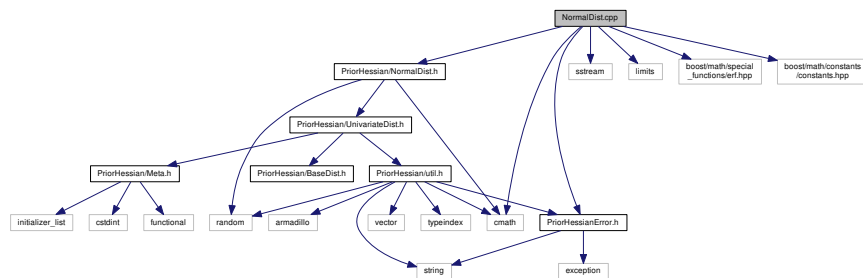 NormalDist.cpp
PriorHessian/NormalDist.h
sstream
limits
boost/math/special
_functions/erf.hpp
boost/math/constants
/constants.hpp
PriorHessian/UnivariateDist.h
PriorHessian/Meta.h
PriorHessian/BaseDist.h
PriorHessian/util.h
initializer_list
cstdint
functional
random
armadillo
vector
typeindex
cmath
PriorHessianError.h
string
exception